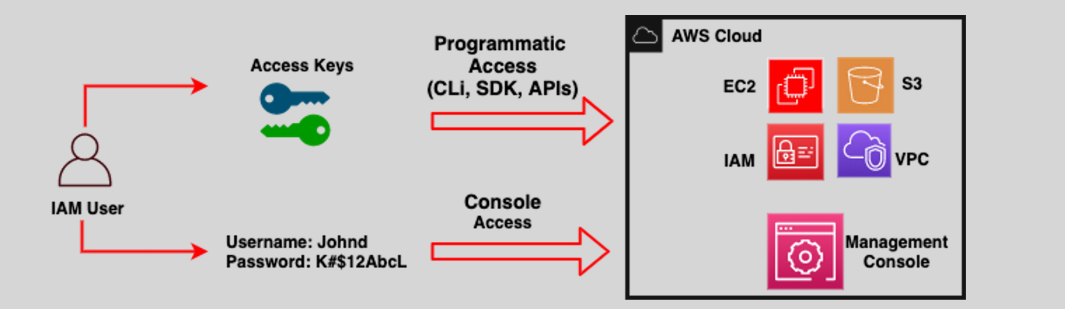 IAM User
Access Keys
Username: Johnd
Password: K#$12AbcL
Programmatic
Access
(CLi, SDK, APIs)
Console
Access
AWS Cloud
EC2
S3
IAM
VPC
Management
Console